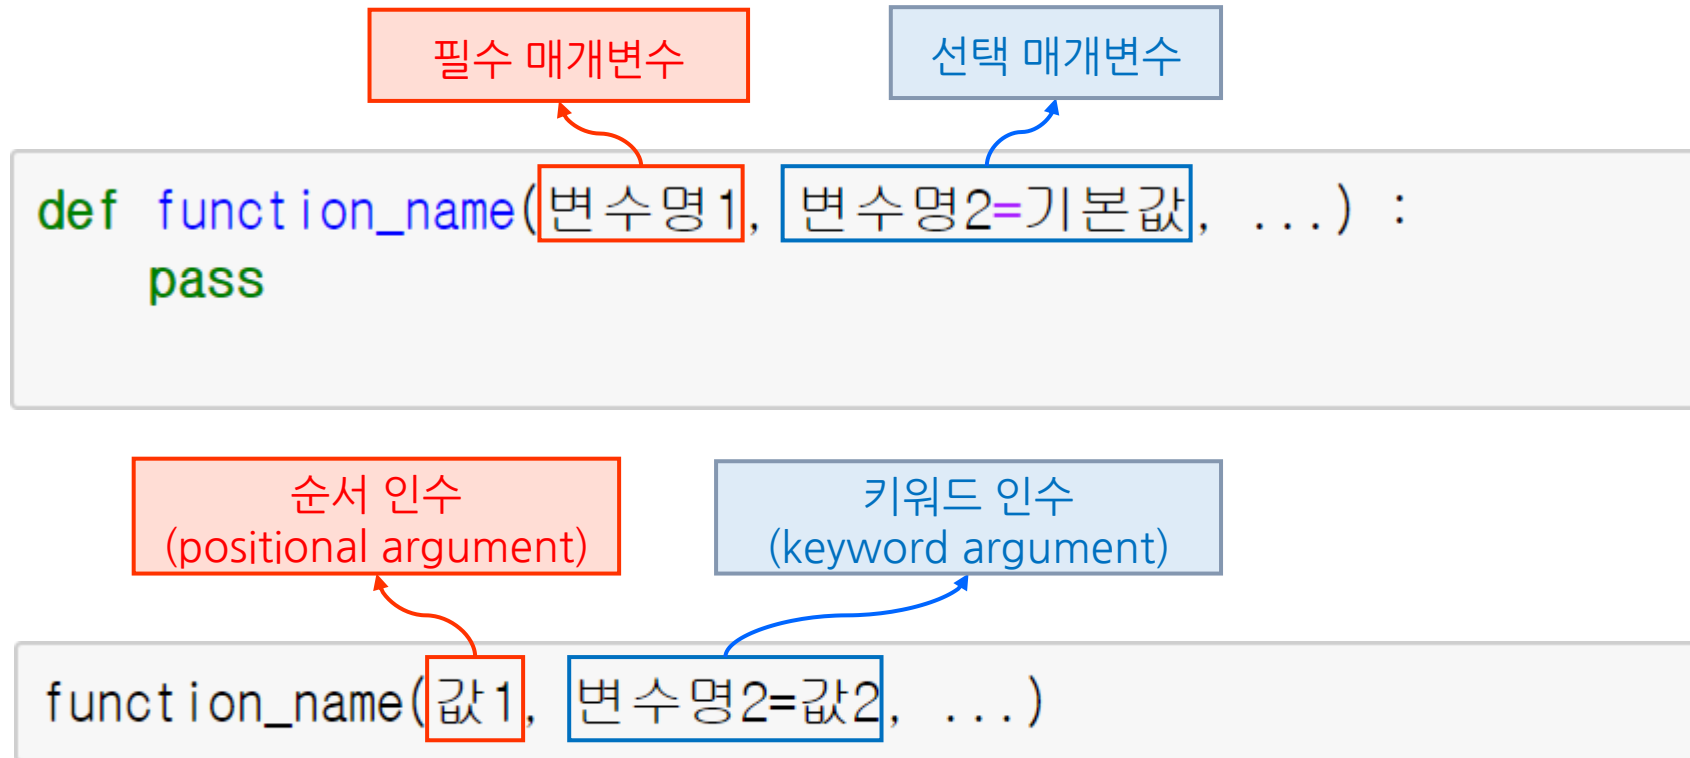 필수 매개변수
선택 매개변수
def function_name(변수명1, 변수명2=기본값, ...) :
pass
순서 인수
(positional argument)
키워드 인수
(keyword argument)
function_name(값1, 변수명2=값2, ...)